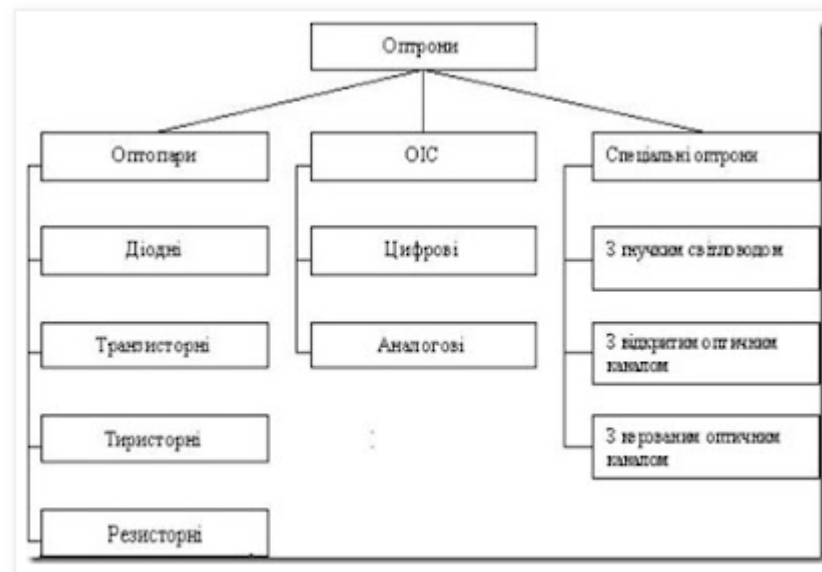 Оптрони
Оптопари
ОІС
Спеціальні оптрони
Діодні
Цифрові
З гнучким світловодом
Транзисторні
Аналогові
З відкритим оптичним
каналом
Тиристорні
З керованим оптичним
каналом
Резисторні